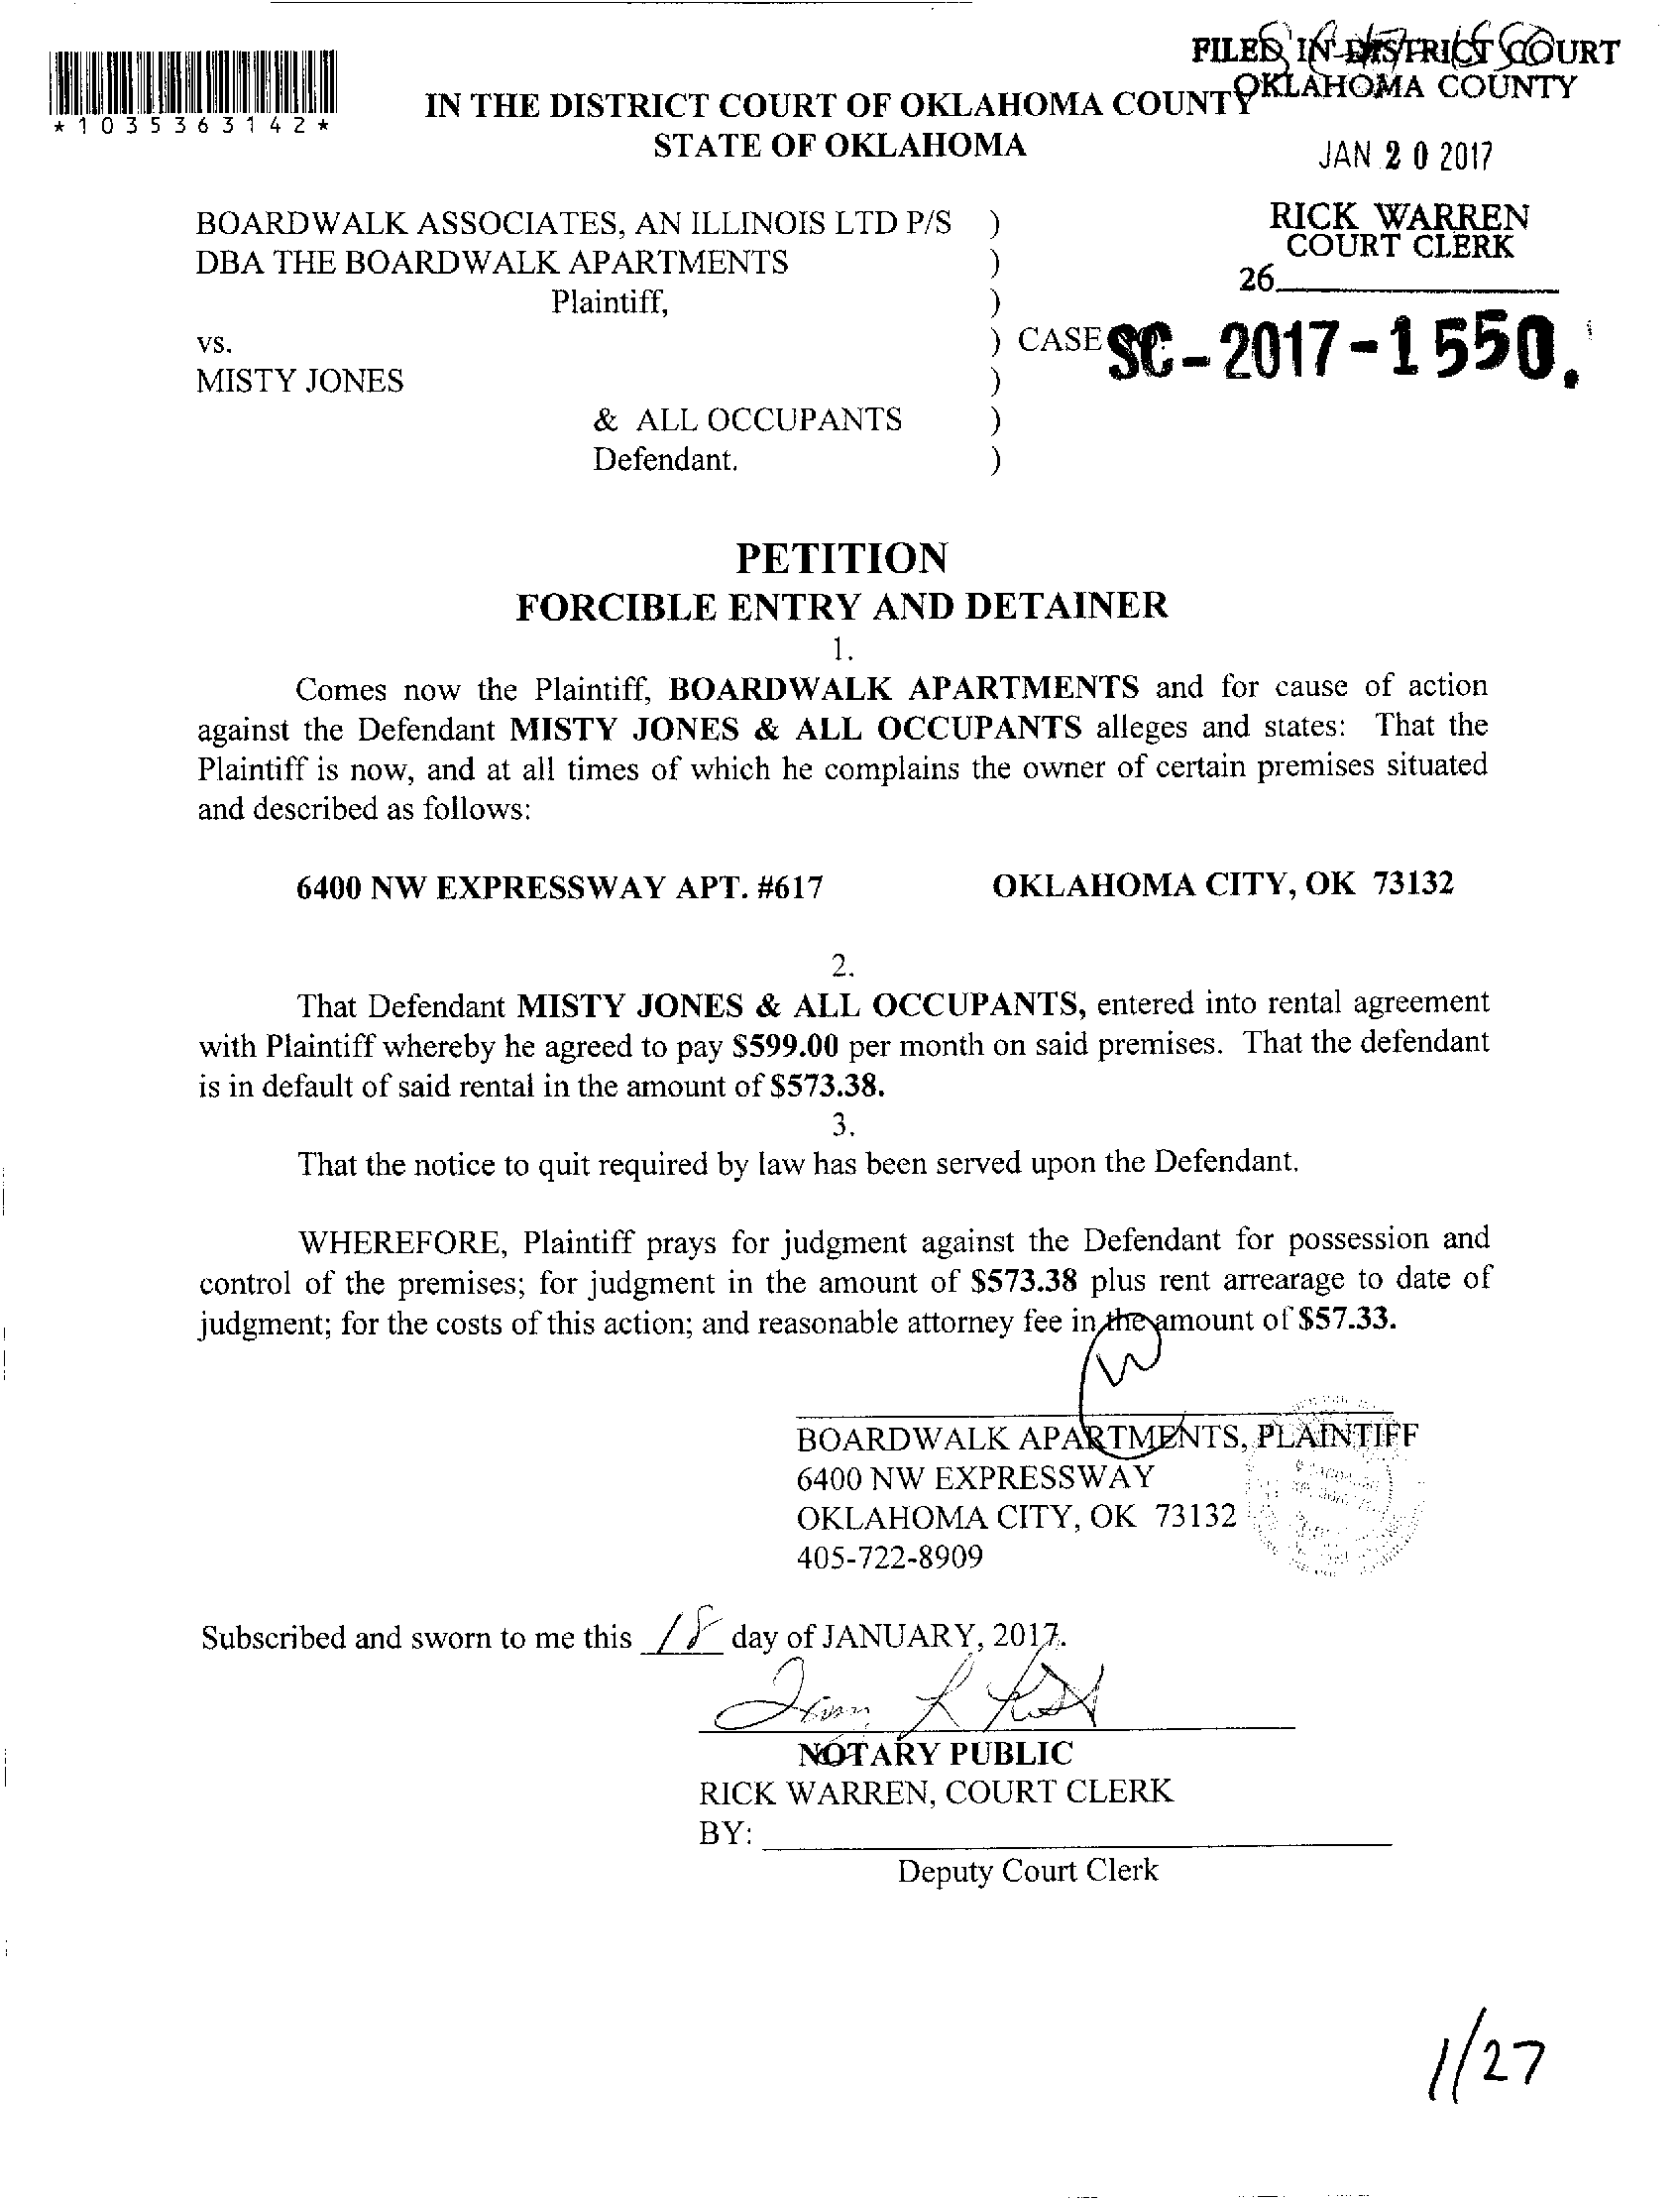 FILED IN DISTRICT COURT
OKLAHOMA COUNTY
*1035363142*
IN THE DISTRICT COURT OF OKLAHOMA COUNTY
STATE OF OKLAHOMA
JAN 20 2017
RICK WARREN
COURT CLERK
26
BOARDWALK ASSOCIATES, AN ILLINOIS LTD P/S )
DBA THE BOARDWALK APARTMENTS )
Plaintiff, )
vs. ) CASE SC-2017-1550.
MISTY JONES )
& ALL OCCUPANTS )
Defendant. )
PETITION
FORCIBLE ENTRY AND DETAINER
1.
Comes now the Plaintiff, BOARDWALK APARTMENTS and for cause of action
against the Defendant MISTY JONES & ALL OCCUPANTS alleges and states: That the
Plaintiff is now, and at all times of which he complains the owner of certain premises situated
and described as follows:
6400 NW EXPRESSWAY APT. #617 OKLAHOMA CITY, OK 73132
2.
That Defendant MISTY JONES & ALL OCCUPANTS, entered into rental agreement
with Plaintiff whereby he agreed to pay $599.00 per month on said premises. That the defendant
is in default of said rental in the amount of $573.38.
3.
That the notice to quit required by law has been served upon the Defendant.
WHEREFORE, Plaintiff prays for judgment against the Defendant for possession and
control of the premises; for judgment in the amount of $573.38 plus rent arrearage to date of
judgment; for the costs of this action; and reasonable attorney fee in the amount of $57.33.
BOARDWALK APARTMENTS, PLAINTIFF
6400 NW EXPRESSWAY
OKLAHOMA CITY, OK 73132
405-722-8909
Subscribed and sworn to me this 18 day of JANUARY, 2017.
NOTARY PUBLIC
RICK WARREN, COURT CLERK
BY:
Deputy Court Clerk
1/27